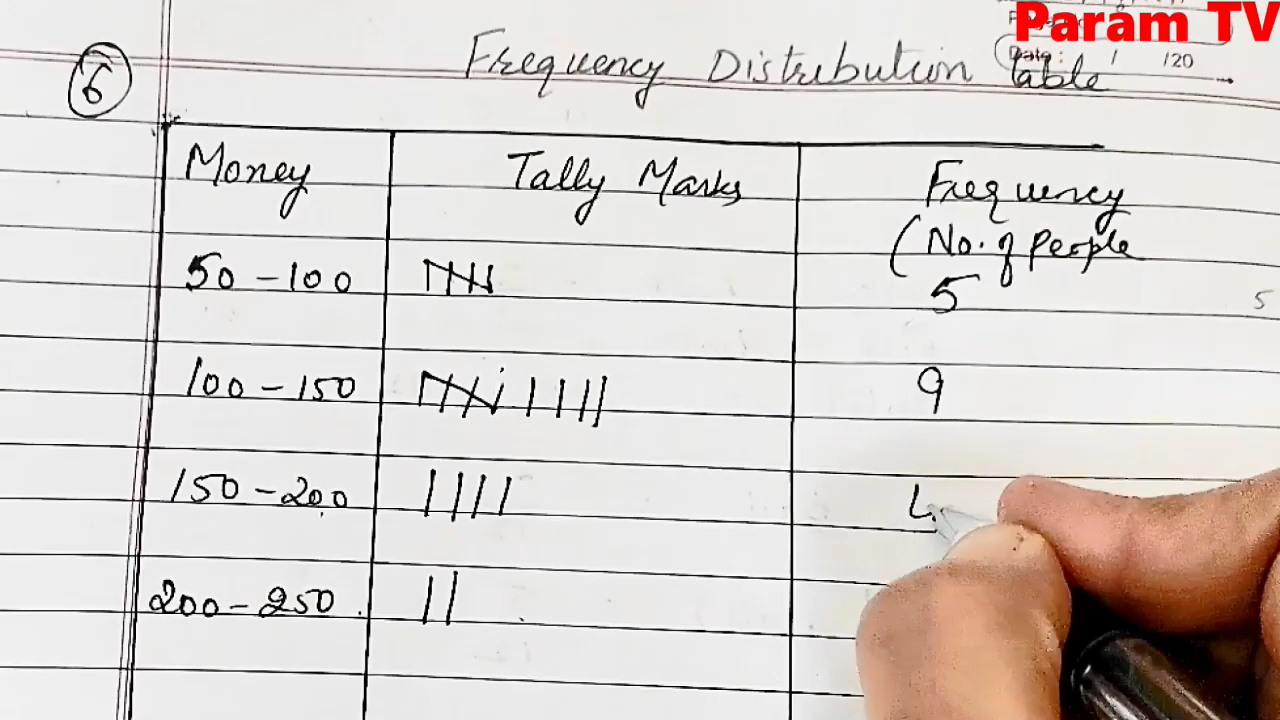 Param TV
Date: / /20
6
Frequency Distribution Table
Money Tally Marks Frequency
(No. of People
50-100 5
5
100-150 9
150-200
200-250